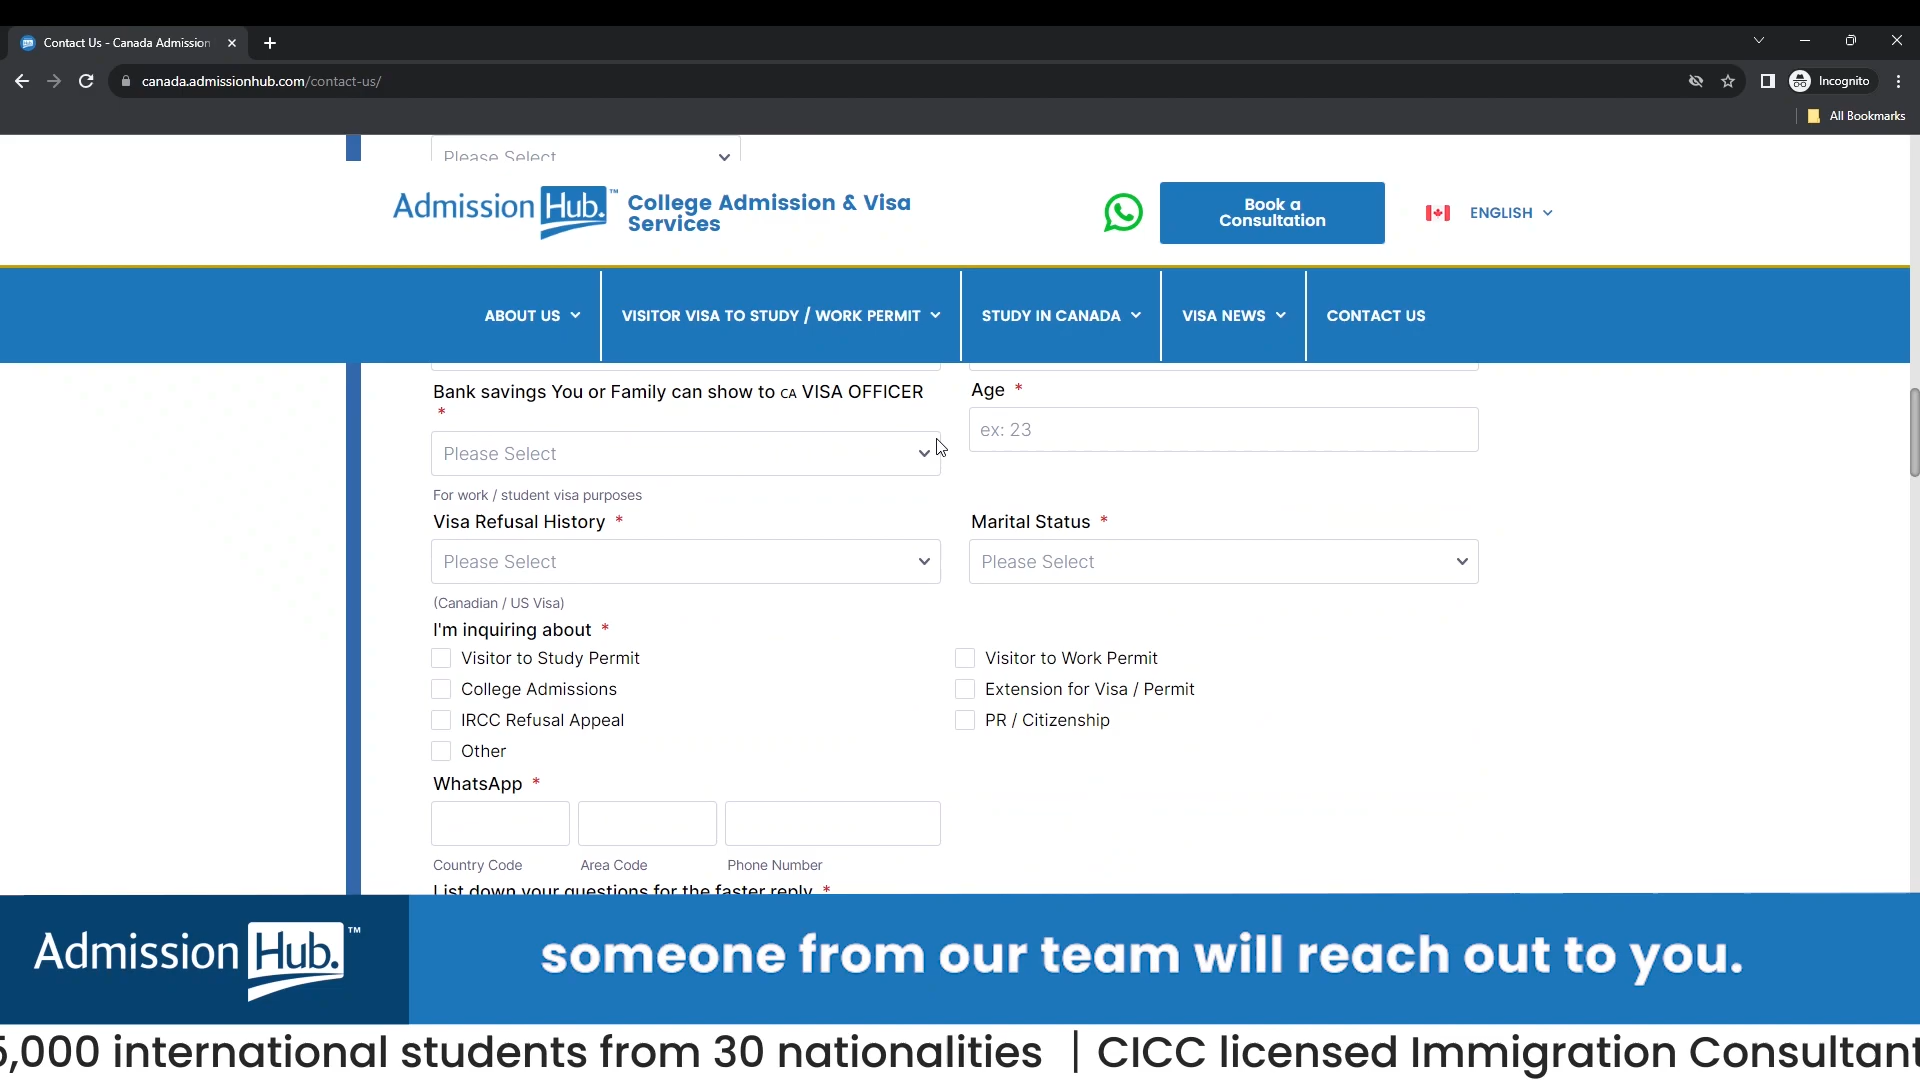 Contact Us - Canada Admission
canada.admissionhub.com/contact-us/
Incognito
All Bookmarks
Please Select
Admission Hub.™
College Admission & Visa
Services
Book a
Consultation
ENGLISH
ABOUT US
VISITOR VISA TO STUDY / WORK PERMIT
STUDY IN CANADA
VISA NEWS
CONTACT US
Bank savings You or Family can show to CA VISA OFFICER
*
Age *
Please Select
ex: 23
For work / student visa purposes
Visa Refusal History *
Marital Status *
Please Select
Please Select
(Canadian / US Visa)
I'm inquiring about *
Visitor to Study Permit
Visitor to Work Permit
College Admissions
Extension for Visa / Permit
IRCC Refusal Appeal
PR / Citizenship
Other
WhatsApp *
Country Code
Area Code
Phone Number
List down your questions for the faster reply *
Admission Hub.™
someone from our team will reach out to you.
5,000 international students from 30 nationalities | CICC licensed Immigration Consultant